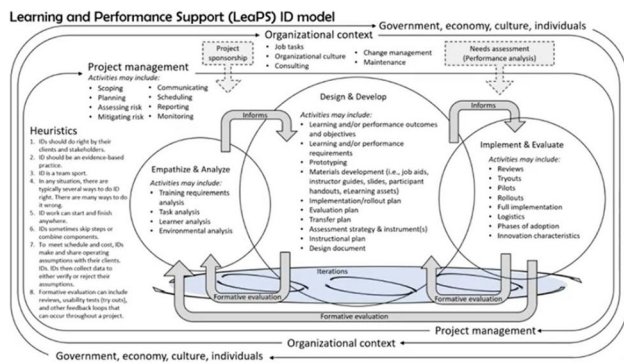 Learning and Performance Support (LeaPS) ID model
Government, economy, culture, individuals
Organizational context
• Job tasks
• Organizational culture
• Consulting
• Change management
• Maintenance
Project
sponsorship
Needs assessment
(Performance analysis)
Project management
Activities may include:
• Scoping
• Planning
• Assessing risk
• Mitigating risk
• Communicating
• Scheduling
• Reporting
• Monitoring
Heuristics
1. IDs should do right by their
clients and stakeholders.
2. ID should be an evidence-based
practice.
3. ID is a team sport.
4. In any situation, there are
typically several ways to do ID
right. There are many ways to
do it wrong.
5. ID work can start and finish
anywhere.
6. IDs sometimes skip steps or
combine components.
7. To meet schedule and cost, IDs
make and share operating
assumptions with their clients.
IDs. IDs then collect data to
either verify or reject their
assumptions.
8. Formative evaluation can include
reviews, usability tests (try outs),
and other feedback loops that
can occur throughout a project.
Informs
Empathize & Analyze
Activities may include:
• Training requirements
analysis
• Task analysis
• Learner analysis
• Environmental analysis
Design & Develop
Activities may include:
• Learning and/or performance outcomes
and objectives
• Learning and/or performance
requirements
• Prototyping
• Materials development (i.e., job aids,
instructor guides, slides, participant
handouts, eLearning assets)
• Implementation/rollout plan
• Evaluation plan
• Transfer plan
• Assessment strategy & instrument(s)
• Instructional plan
• Design document
Informs
Implement & Evaluate
Activities may include:
• Reviews
• Tryouts
• Pilots
• Rollouts
• Full implementation
• Logistics
• Phases of adoption
• Innovation characteristics
Iterations
Formative evaluation
Formative evaluation
Formative evaluation
Project management
Organizational context
Government, economy, culture, individuals